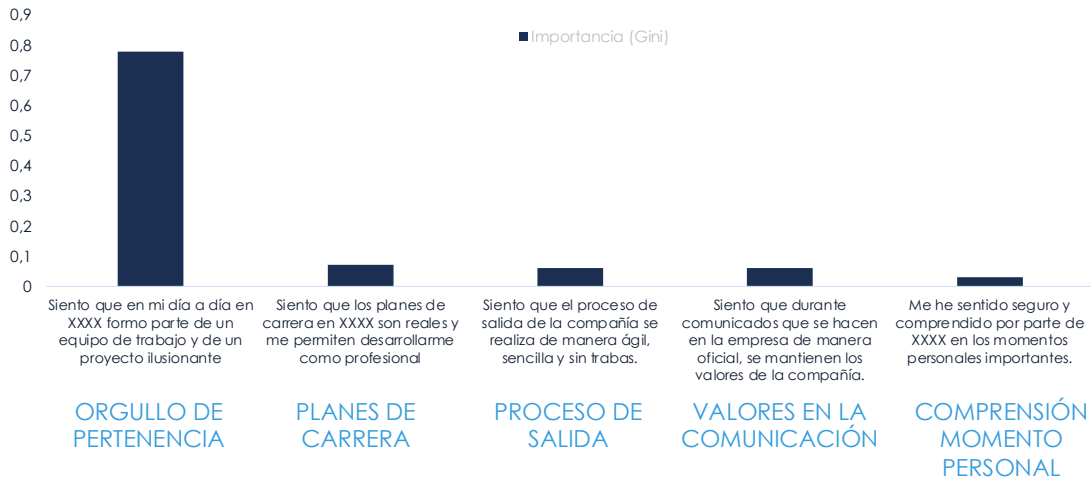 0,9
0,8
0,7
0,6
0,5
0,4
0,3
0,2
0,1
0
Importancia (Gini)
Siento que en mi día a día en
XXXX formo parte de un
equipo de trabajo y de un
proyecto ilusionante
Siento que los planes de
carrera en XXXX son reales y
me permiten desarrollarme
como profesional
Siento que el proceso de
salida de la compañía se
realiza de manera ágil,
sencilla y sin trabas.
Siento que durante
comunicados que se hacen
en la empresa de manera
oficial, se mantienen los
valores de la compañía.
Me he sentido seguro y
comprendido por parte de
XXXX en los momentos
personales importantes.
ORGULLO DE
PERTENENCIA
PLANES DE
CARRERA
PROCESO DE
SALIDA
VALORES EN LA
COMUNICACIÓN
COMPRENSIÓN
MOMENTO
PERSONAL